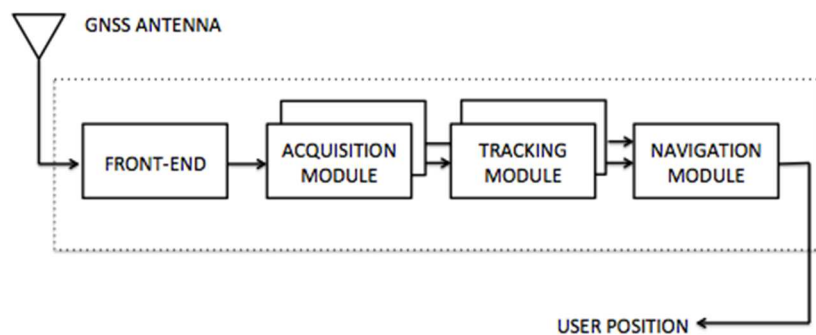 GNSS ANTENNA
FRONT-END
ACQUISITION
MODULE
TRACKING
MODULE
NAVIGATION
MODULE
USER POSITION